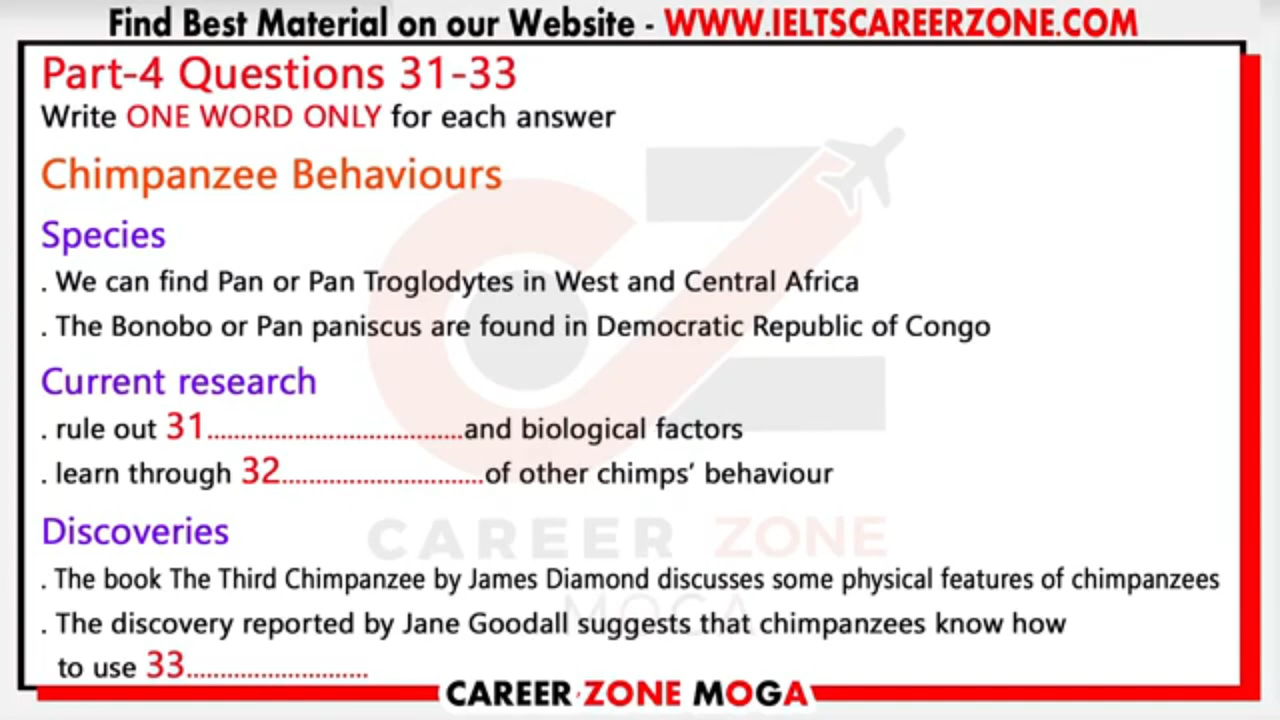 Find Best Material on our Website - WWW.IELTSCAREERZONE.COM
Part-4 Questions 31-33
Write ONE WORD ONLY for each answer
Chimpanzee Behaviours
Species
. We can find Pan or Pan Troglodytes in West and Central Africa
. The Bonobo or Pan paniscus are found in Democratic Republic of Congo
Current research
. rule out 31......................................and biological factors
. learn through 32..............................of other chimps’ behaviour
CAREER ZONE
Discoveries
. The book The Third Chimpanzee by James Diamond discusses some physical features of chimpanzees
MOGA
. The discovery reported by Jane Goodall suggests that chimpanzees know how
to use 33...........................
CAREER ZONE MOGA